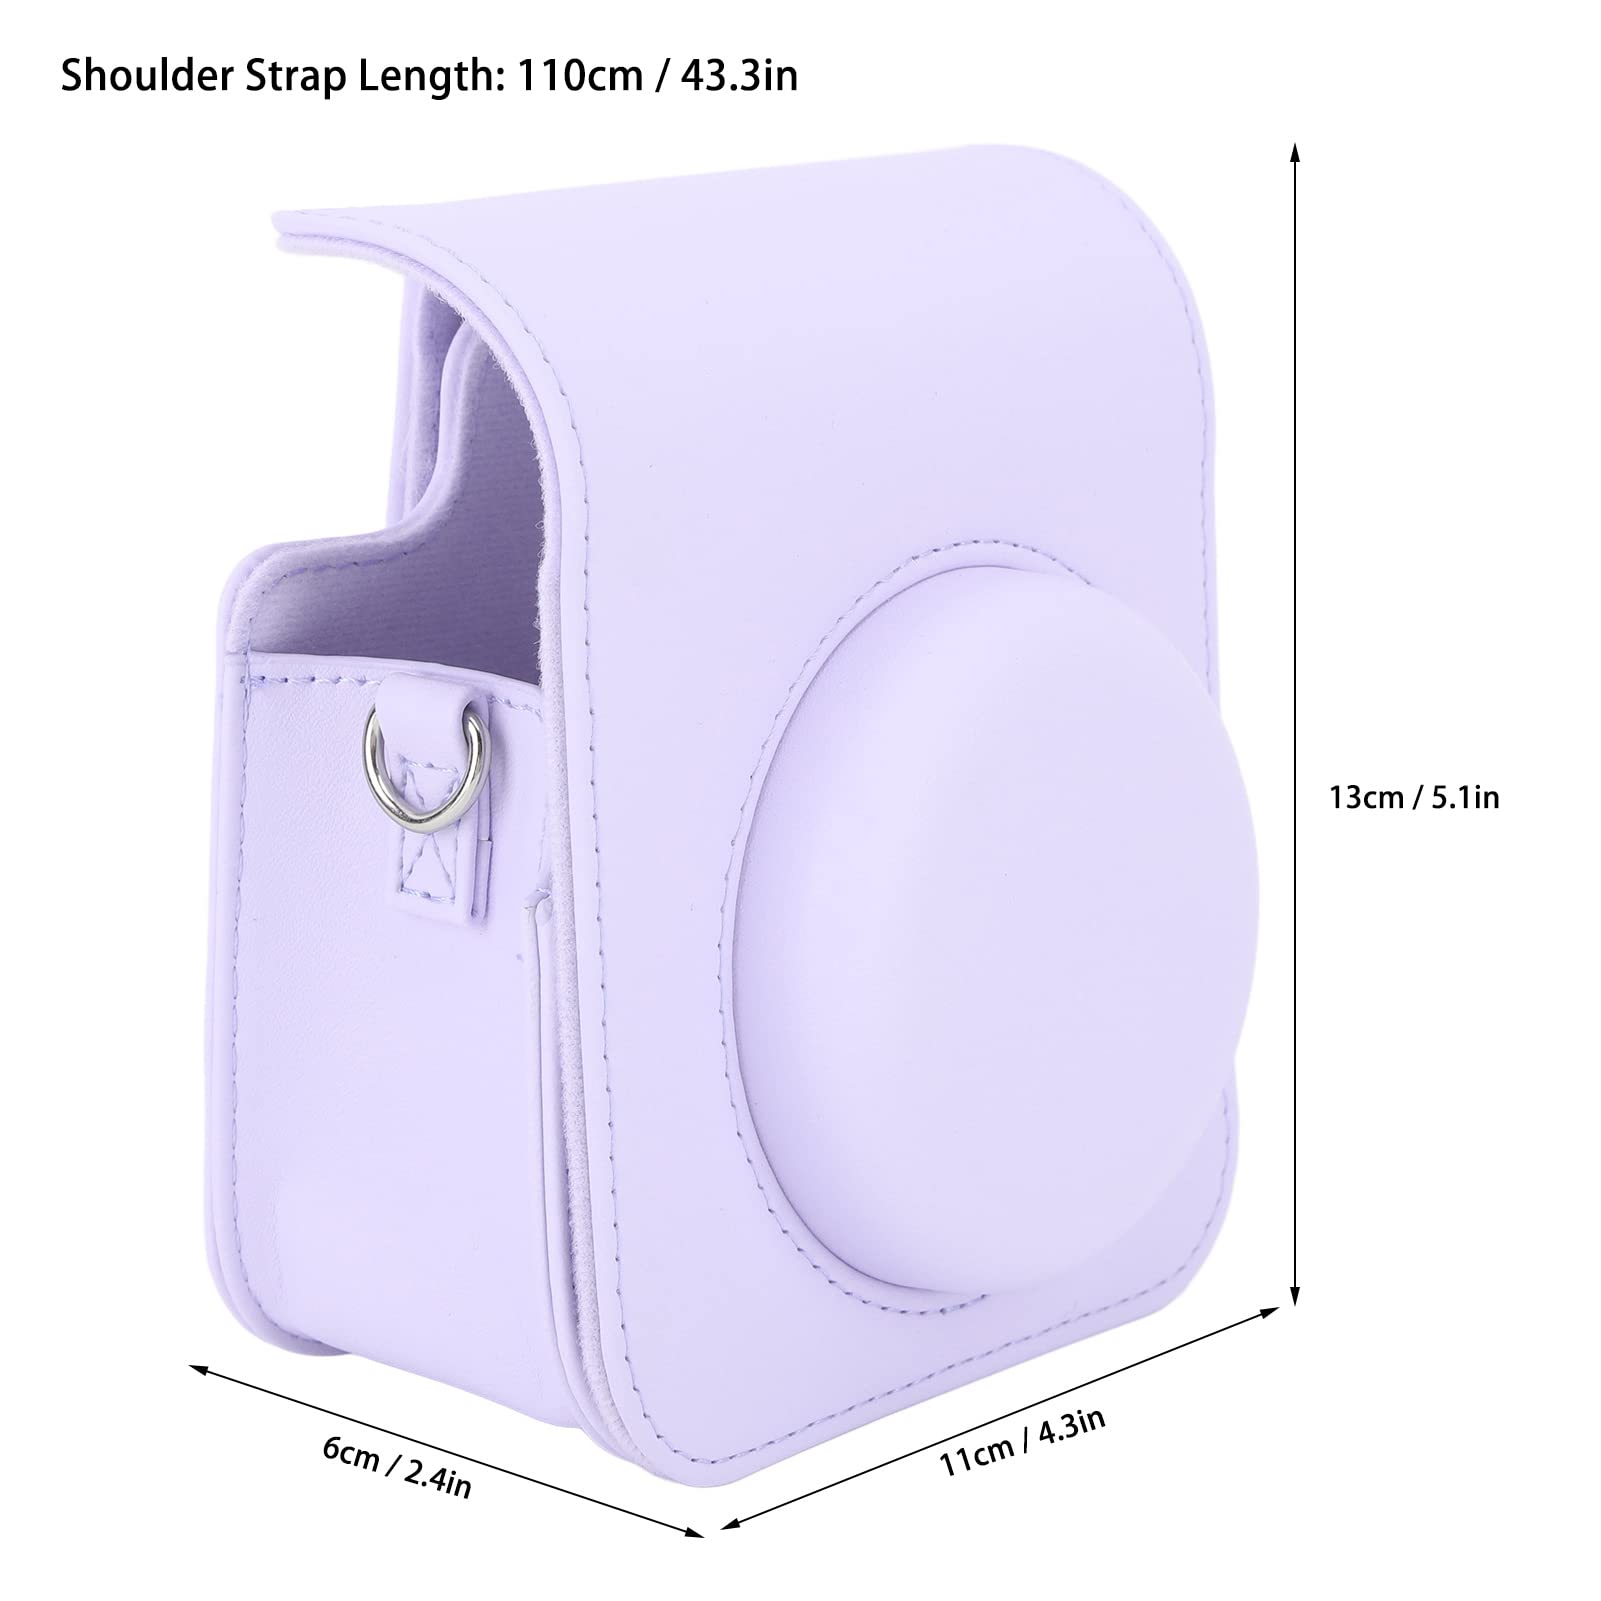 Shoulder Strap Length: 110cm / 43.3in
13cm / 5.1in
6cm / 2.4in
11cm / 4.3in